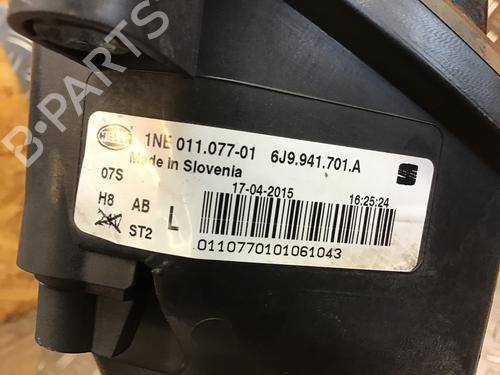 B-PARTS
HELLA 1NE 011.077-01 6J9.941.701.A
Made in Slovenia
07S 17-04-2015 16:25:24
H8 AB L
ST2
0110770101061043